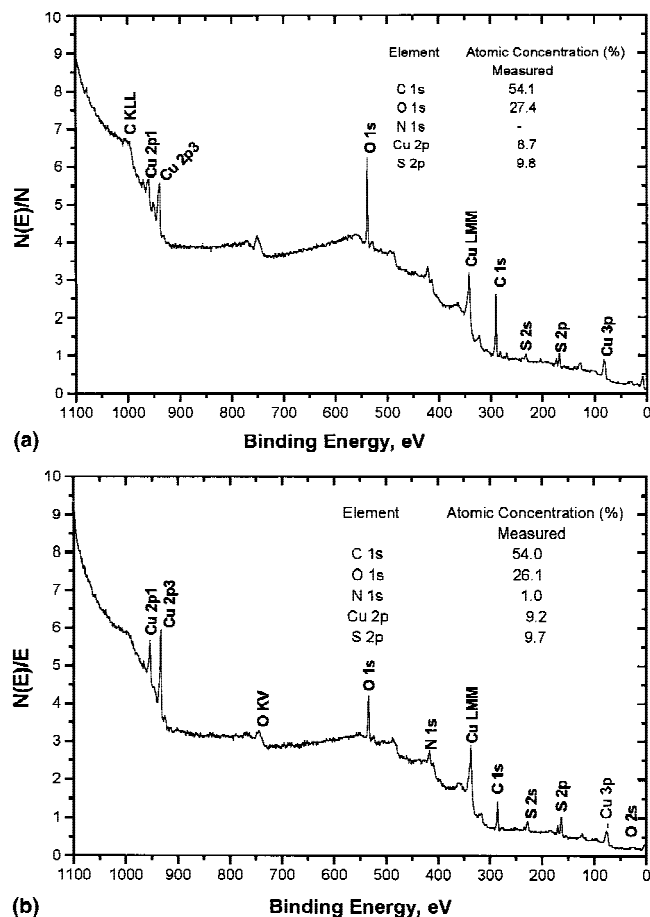 10
9
8
7
6
5
4
3
2
1
0
N(E)/N
C KLL
Cu 2p1
Cu 2p3
O 1s
Cu LMM
C 1s
S 2s
S 2p
Cu 3p
Element Atomic Concentration (%)
Measured
C 1s 54.1
O 1s 27.4
N 1s -
Cu 2p 8.7
S 2p 9.8
1100 1000 900 800 700 600 500 400 300 200 100 0
(a) Binding Energy, eV
10
9
8
7
6
5
4
3
2
1
0
N(E)/E
Cu 2p1
Cu 2p3
O KV
O 1s
N 1s
Cu LMM
C 1s
S 2s
S 2p
Cu 3p
O 2s
Element Atomic Concentration (%)
Measured
C 1s 54.0
O 1s 26.1
N 1s 1.0
Cu 2p 9.2
S 2p 9.7
1100 1000 900 800 700 600 500 400 300 200 100 0
(b) Binding Energy, eV